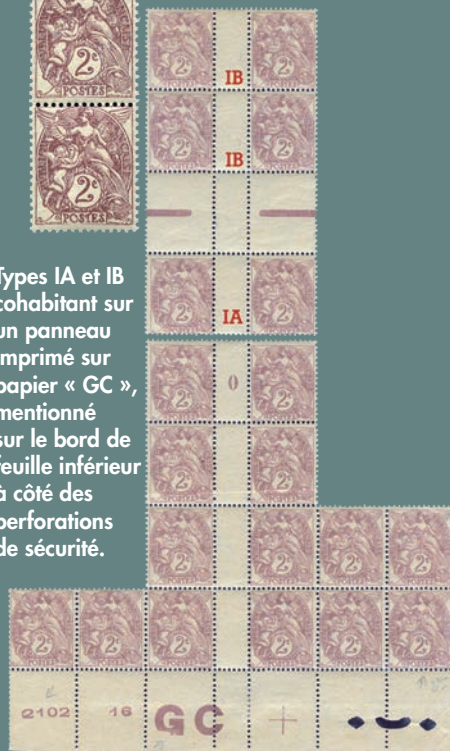 2c
POSTES
2c
POSTES
IB
IB
IA
Types IA et IB
cohabitant sur
un panneau
imprimé sur
papier « GC »,
mentionné
sur le bord de
feuille inférieur
à côté des
perforations
de sécurité.
0
2102 16 GC